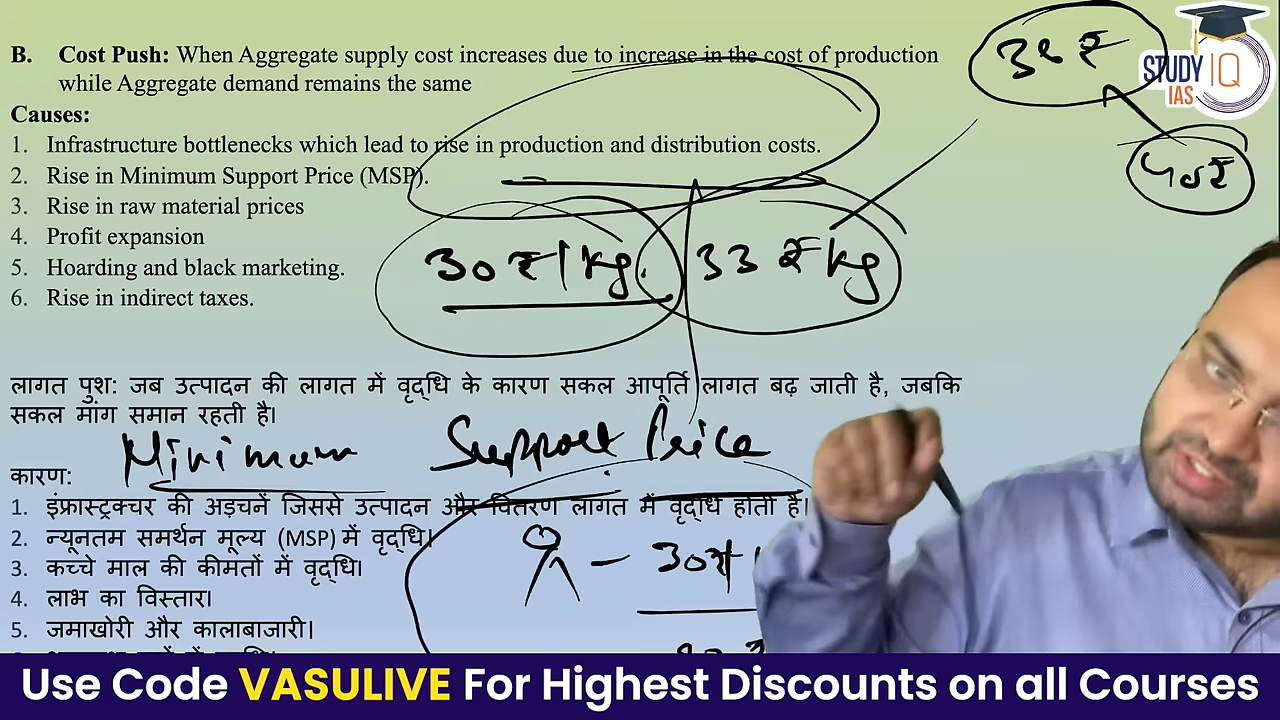 B. Cost Push: When Aggregate supply cost increases due to increase in the cost of production
while Aggregate demand remains the same
Causes:
1. Infrastructure bottlenecks which lead to rise in production and distribution costs.
2. Rise in Minimum Support Price (MSP).
3. Rise in raw material prices
4. Profit expansion
5. Hoarding and black marketing.
6. Rise in indirect taxes.
30 ₹/kg.
33 ₹ kg
STUDY IQ
IAS
लागत पुश: जब उत्पादन की लागत में वृद्धि के कारण सकल आपूर्ति लागत बढ़ जाती है, जबकि
सकल मांग समान रहती है।
Minimum Support Price
कारण:
1. इंफ्रास्ट्रक्चर की अड़चनें जिससे उत्पादन और वितरण लागत में वृद्धि होती है।
2. न्यूनतम समर्थन मूल्य (MSP) में वृद्धि।
3. कच्चे माल की कीमतों में वृद्धि।
4. लाभ का विस्तार।
5. जमाखोरी और कालाबाजारी।
30₹
Use Code VASULIVE For Highest Discounts on all Courses